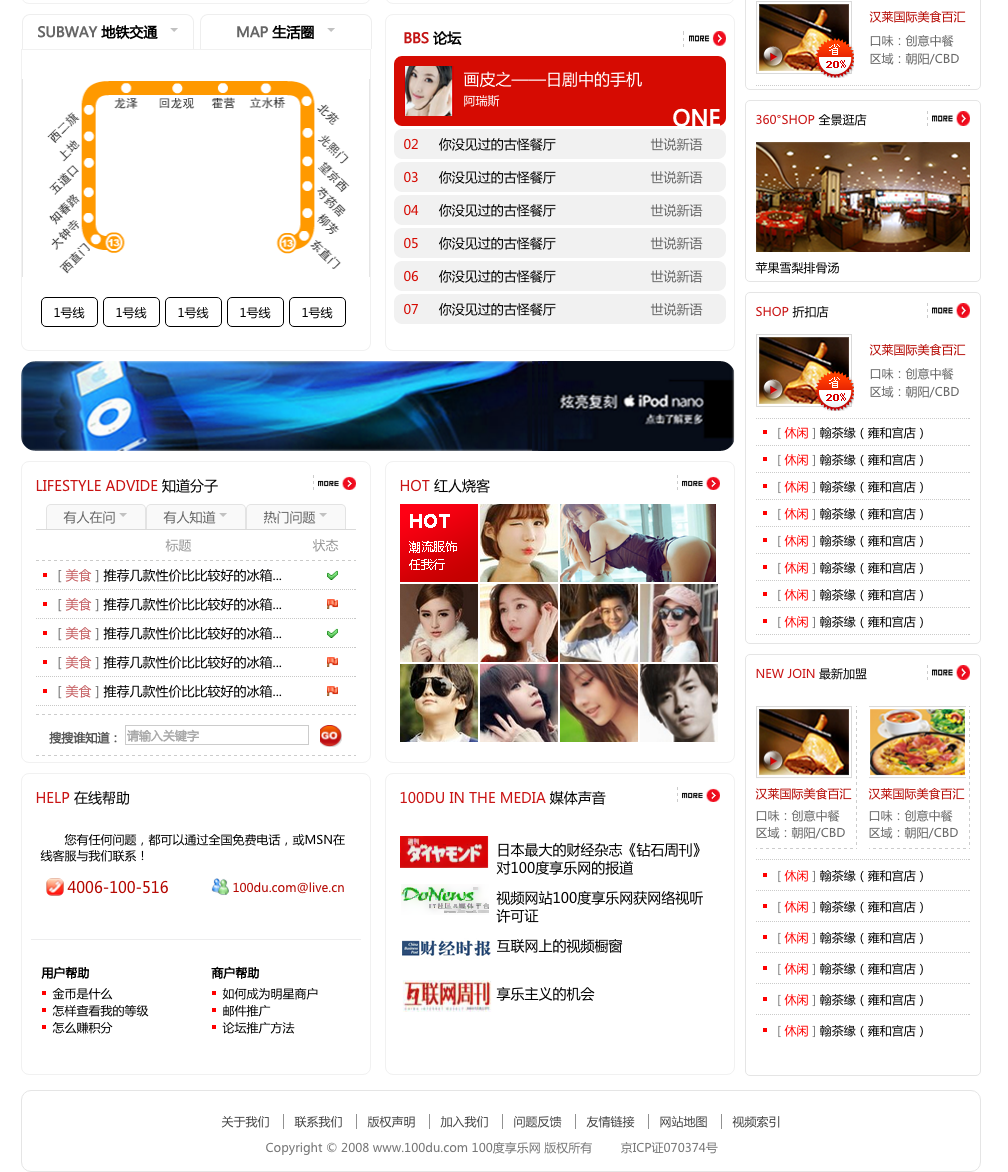 SUBWAY 地铁交通
MAP 生活圈
龙泽 回龙观 霍营 立水桥
西二旗
上地
五道口
知春路
大钟寺
西直门
北苑
光熙门
望京西
芍药居
柳芳
东直门
13
13
1号线 1号线 1号线 1号线 1号线
BBS 论坛
MORE
画皮之——日剧中的手机
阿瑞斯
ONE
02 你没见过的古怪餐厅 世说新语
03 你没见过的古怪餐厅 世说新语
04 你没见过的古怪餐厅 世说新语
05 你没见过的古怪餐厅 世说新语
06 你没见过的古怪餐厅 世说新语
07 你没见过的古怪餐厅 世说新语
炫亮复刻 iPod nano
点击了解更多
LIFESTYLE ADVIDE 知道分子
MORE
有人在问 有人知道 热门问题
标题 状态
[ 美食 ] 推荐几款性价比比较好的冰箱...
[ 美食 ] 推荐几款性价比比较好的冰箱...
[ 美食 ] 推荐几款性价比比较好的冰箱...
[ 美食 ] 推荐几款性价比比较好的冰箱...
[ 美食 ] 推荐几款性价比比较好的冰箱...
搜搜谁知道： 请输入关键字 GO
HOT 红人烧客
MORE
HOT
潮流服饰
任我行
HELP 在线帮助
您有任何问题，都可以通过全国免费电话，或MSN在
线客服与我们联系！
4006-100-516
100du.com@live.cn
用户帮助
金币是什么
怎样查看我的等级
怎么赚积分
商户帮助
如何成为明星商户
邮件推广
论坛推广方法
100DU IN THE MEDIA 媒体声音
MORE
週刊
ダイヤモンド
日本最大的财经杂志《钻石周刊》
对100度享乐网的报道
DoNews
IT社区&媒体平台
视频网站100度享乐网获网络视听
许可证
财经时报
互联网上的视频橱窗
互联网周刊
享乐主义的机会
汉莱国际美食百汇
口味：创意中餐
区域：朝阳/CBD
省
20%
360°SHOP 全景逛店
MORE
苹果雪梨排骨汤
SHOP 折扣店
MORE
汉莱国际美食百汇
口味：创意中餐
区域：朝阳/CBD
省
20%
[ 休闲 ] 翰茶缘（雍和宫店）
[ 休闲 ] 翰茶缘（雍和宫店）
[ 休闲 ] 翰茶缘（雍和宫店）
[ 休闲 ] 翰茶缘（雍和宫店）
[ 休闲 ] 翰茶缘（雍和宫店）
[ 休闲 ] 翰茶缘（雍和宫店）
[ 休闲 ] 翰茶缘（雍和宫店）
[ 休闲 ] 翰茶缘（雍和宫店）
NEW JOIN 最新加盟
MORE
汉莱国际美食百汇 汉莱国际美食百汇
口味：创意中餐 口味：创意中餐
区域：朝阳/CBD 区域：朝阳/CBD
[ 休闲 ] 翰茶缘（雍和宫店）
[ 休闲 ] 翰茶缘（雍和宫店）
[ 休闲 ] 翰茶缘（雍和宫店）
[ 休闲 ] 翰茶缘（雍和宫店）
[ 休闲 ] 翰茶缘（雍和宫店）
[ 休闲 ] 翰茶缘（雍和宫店）
关于我们 | 联系我们 | 版权声明 | 加入我们 | 问题反馈 | 友情链接 | 网站地图 | 视频索引
Copyright © 2008 www.100du.com 100度享乐网 版权所有 京ICP证070374号